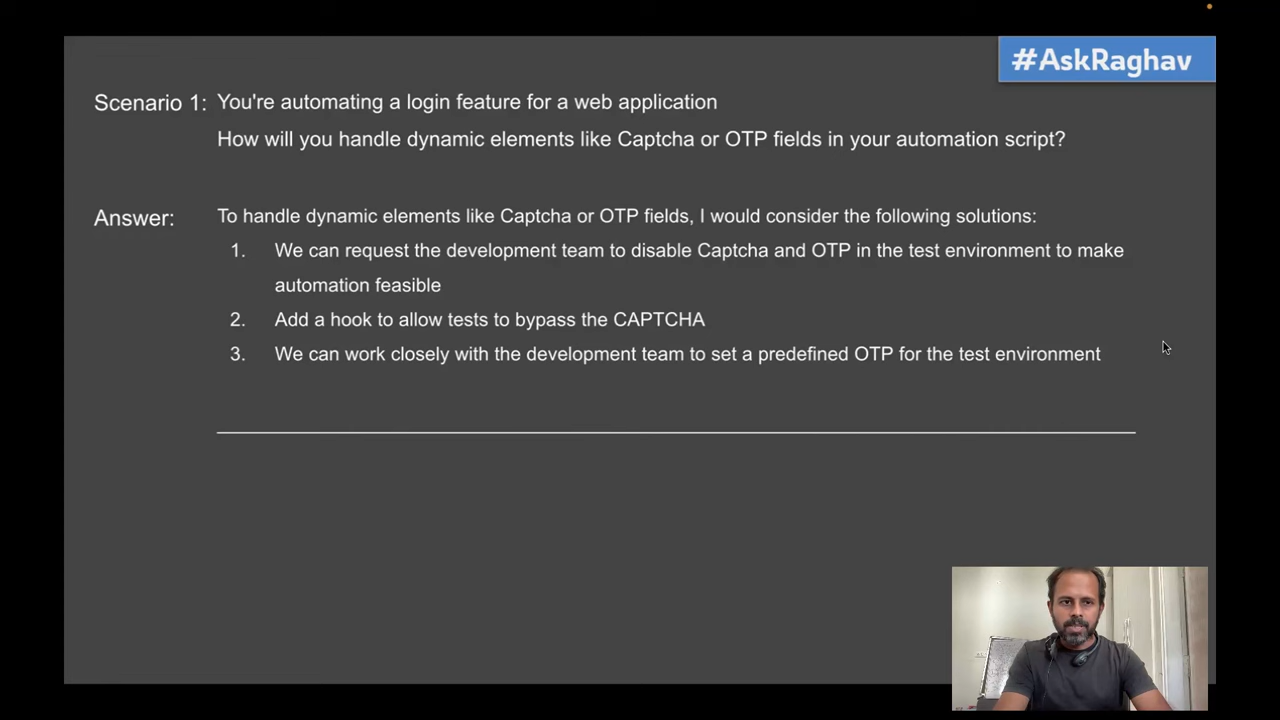 #AskRaghav
Scenario 1: You're automating a login feature for a web application
How will you handle dynamic elements like Captcha or OTP fields in your automation script?
Answer: To handle dynamic elements like Captcha or OTP fields, I would consider the following solutions:
1. We can request the development team to disable Captcha and OTP in the test environment to make
automation feasible
2. Add a hook to allow tests to bypass the CAPTCHA
3. We can work closely with the development team to set a predefined OTP for the test environment